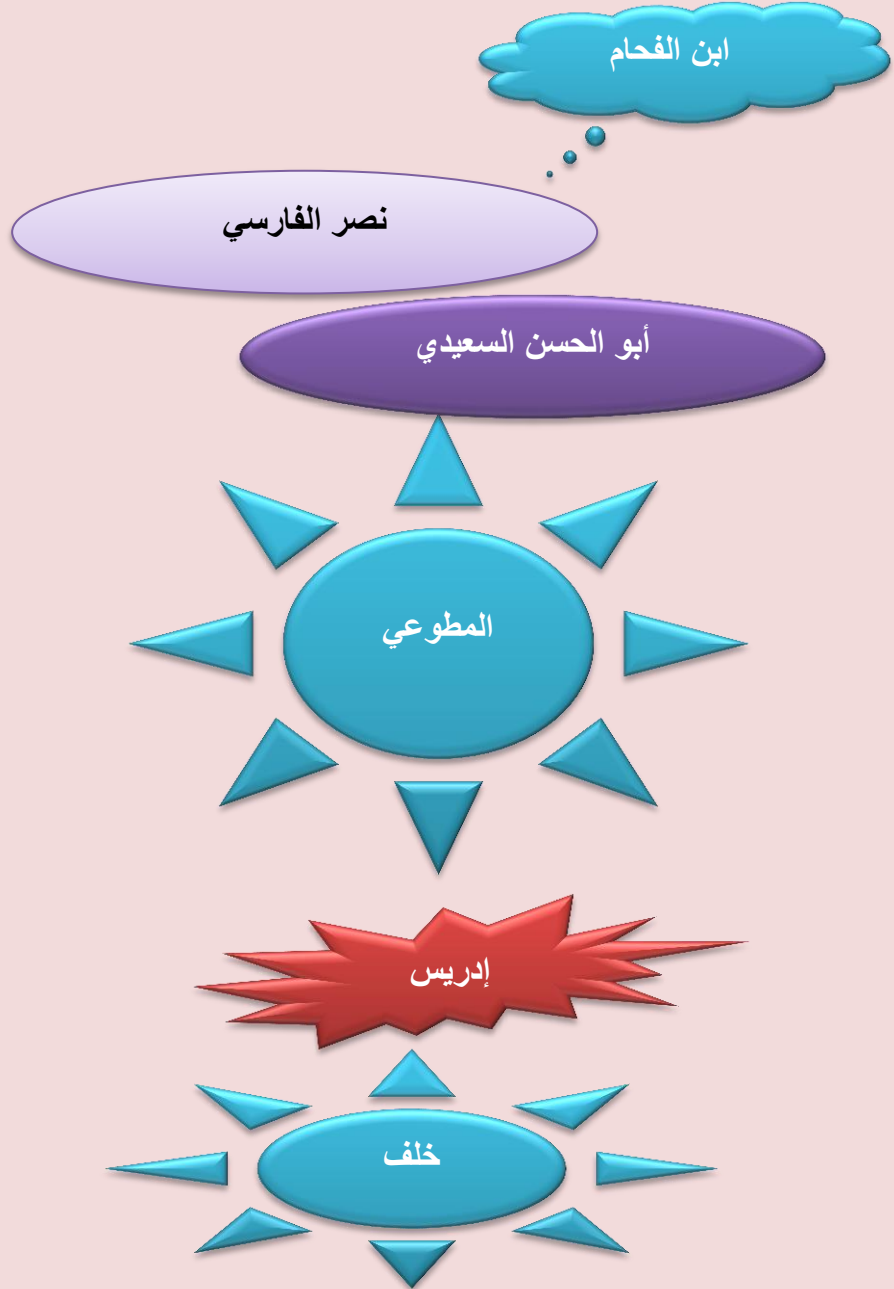 ابن الفحام
نصر الفارسي
أبو الحسن السعيدي
المطوعي
إدريس
خلف